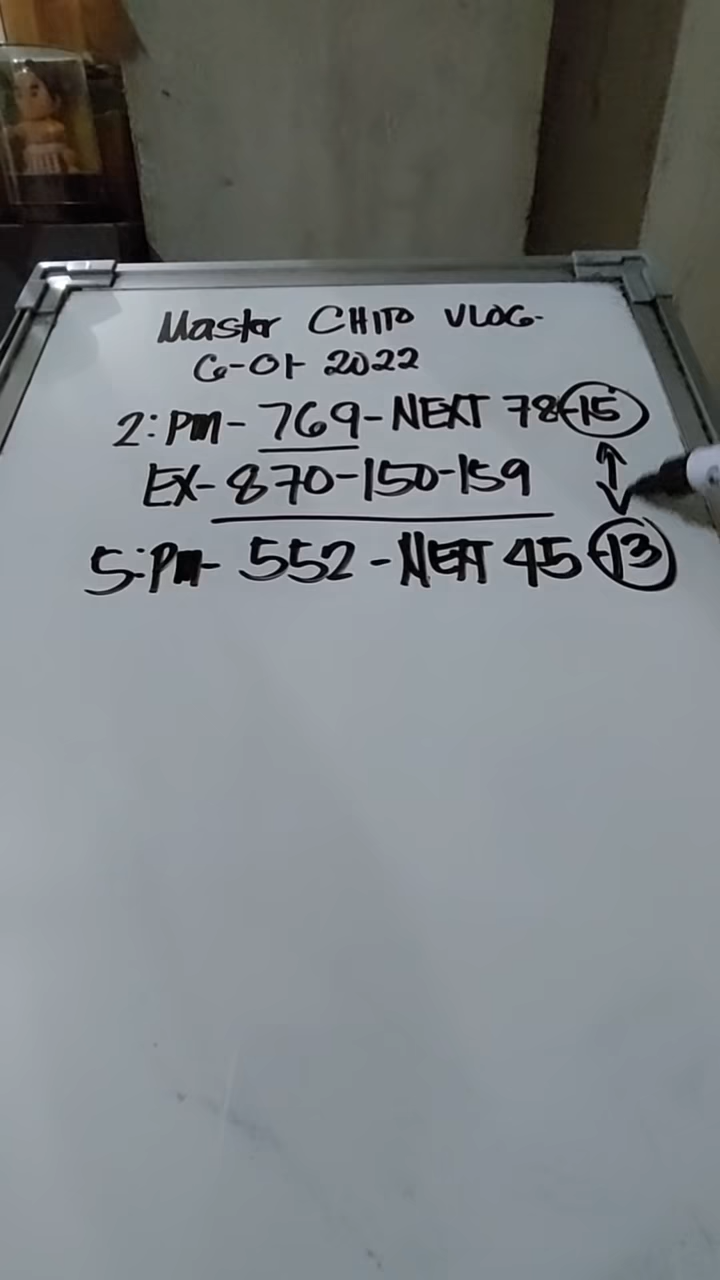 Master CHITO VLOG-
6-01-2022
2:PM-769-NEXT 78-15
EX-870-150-159
5:PM-552-NEXT 45-13